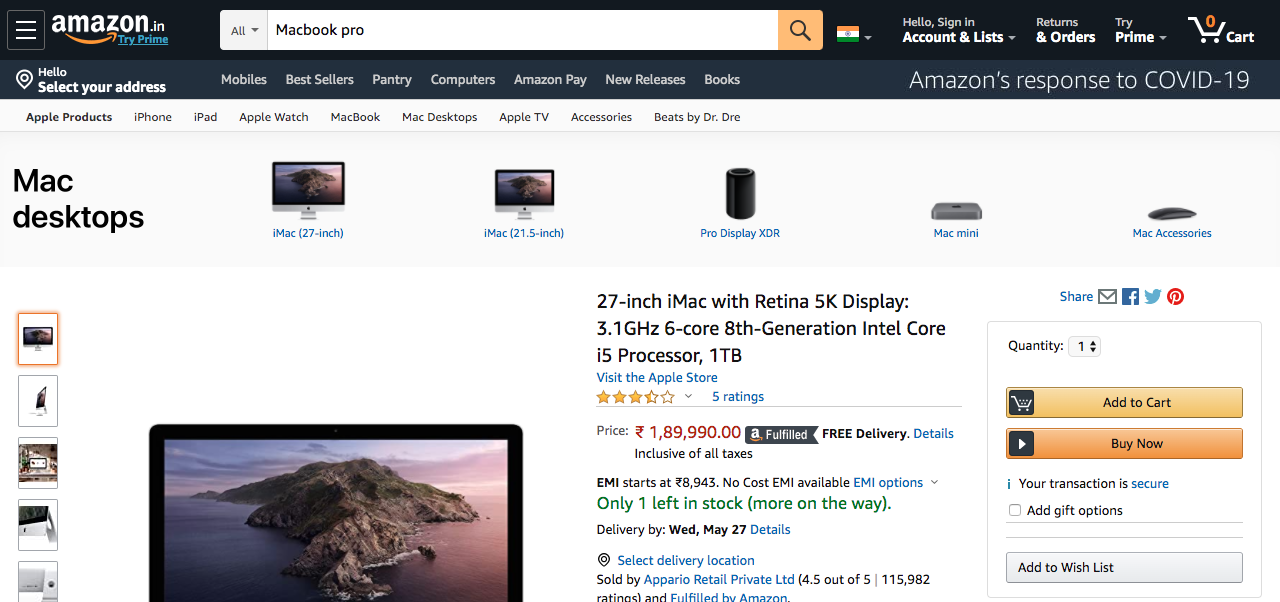 amazon.in
Try Prime
All
Macbook pro
Hello, Sign in
Account & Lists
Returns
& Orders
Try
Prime
0
Cart
Hello
Select your address
Mobiles
Best Sellers
Pantry
Computers
Amazon Pay
New Releases
Books
Amazon's response to COVID-19
Apple Products
iPhone
iPad
Apple Watch
MacBook
Mac Desktops
Apple TV
Accessories
Beats by Dr. Dre
Mac
desktops
iMac (27-inch)
iMac (21.5-inch)
Pro Display XDR
Mac mini
Mac Accessories
27-inch iMac with Retina 5K Display:
3.1GHz 6-core 8th-Generation Intel Core
i5 Processor, 1TB
Visit the Apple Store
5 ratings
Price: ₹ 1,89,990.00 a Fulfilled FREE Delivery. Details
Inclusive of all taxes
EMI starts at ₹8,943. No Cost EMI available EMI options
Only 1 left in stock (more on the way).
Delivery by: Wed, May 27 Details
Select delivery location
Sold by Appario Retail Private Ltd (4.5 out of 5 | 115,982
ratings) and Fulfilled by Amazon.
Share
Quantity: 1
Add to Cart
Buy Now
Your transaction is secure
Add gift options
Add to Wish List